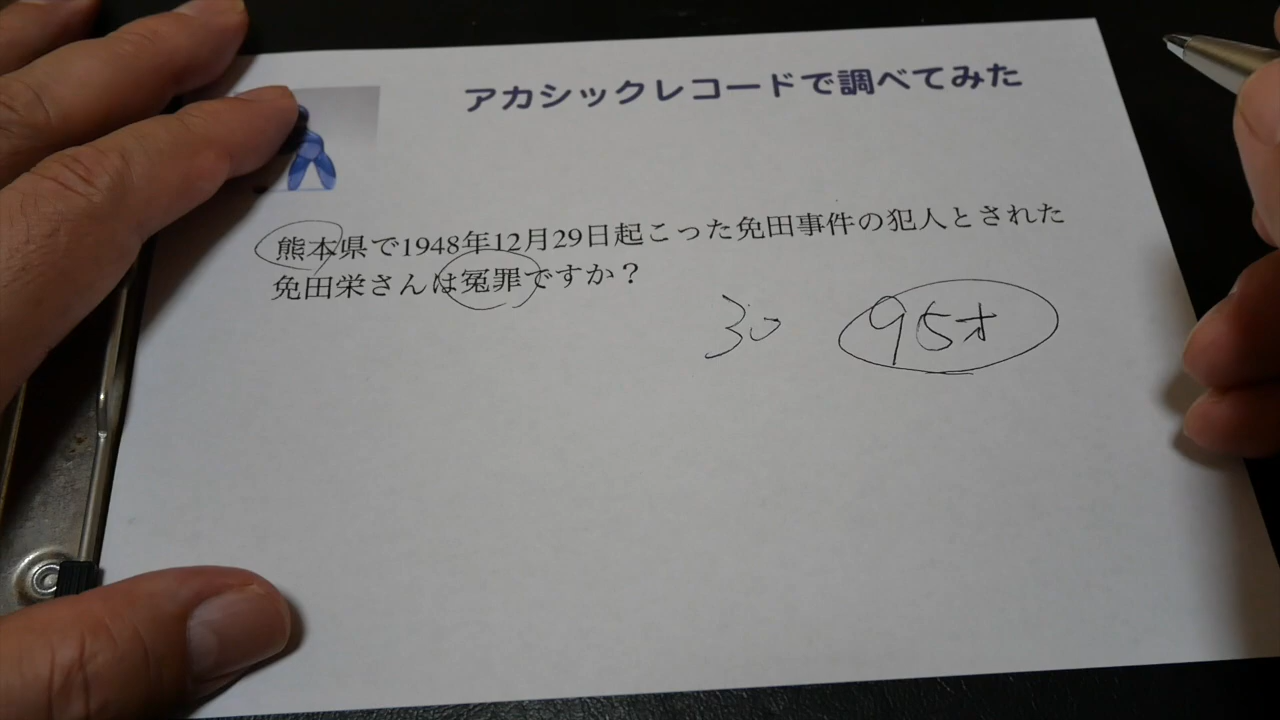 アカシックレコードで調べてみた
熊本県で1948年12月29日起こった免田事件の犯人とされた
免田栄さんは冤罪ですか？
30 95才